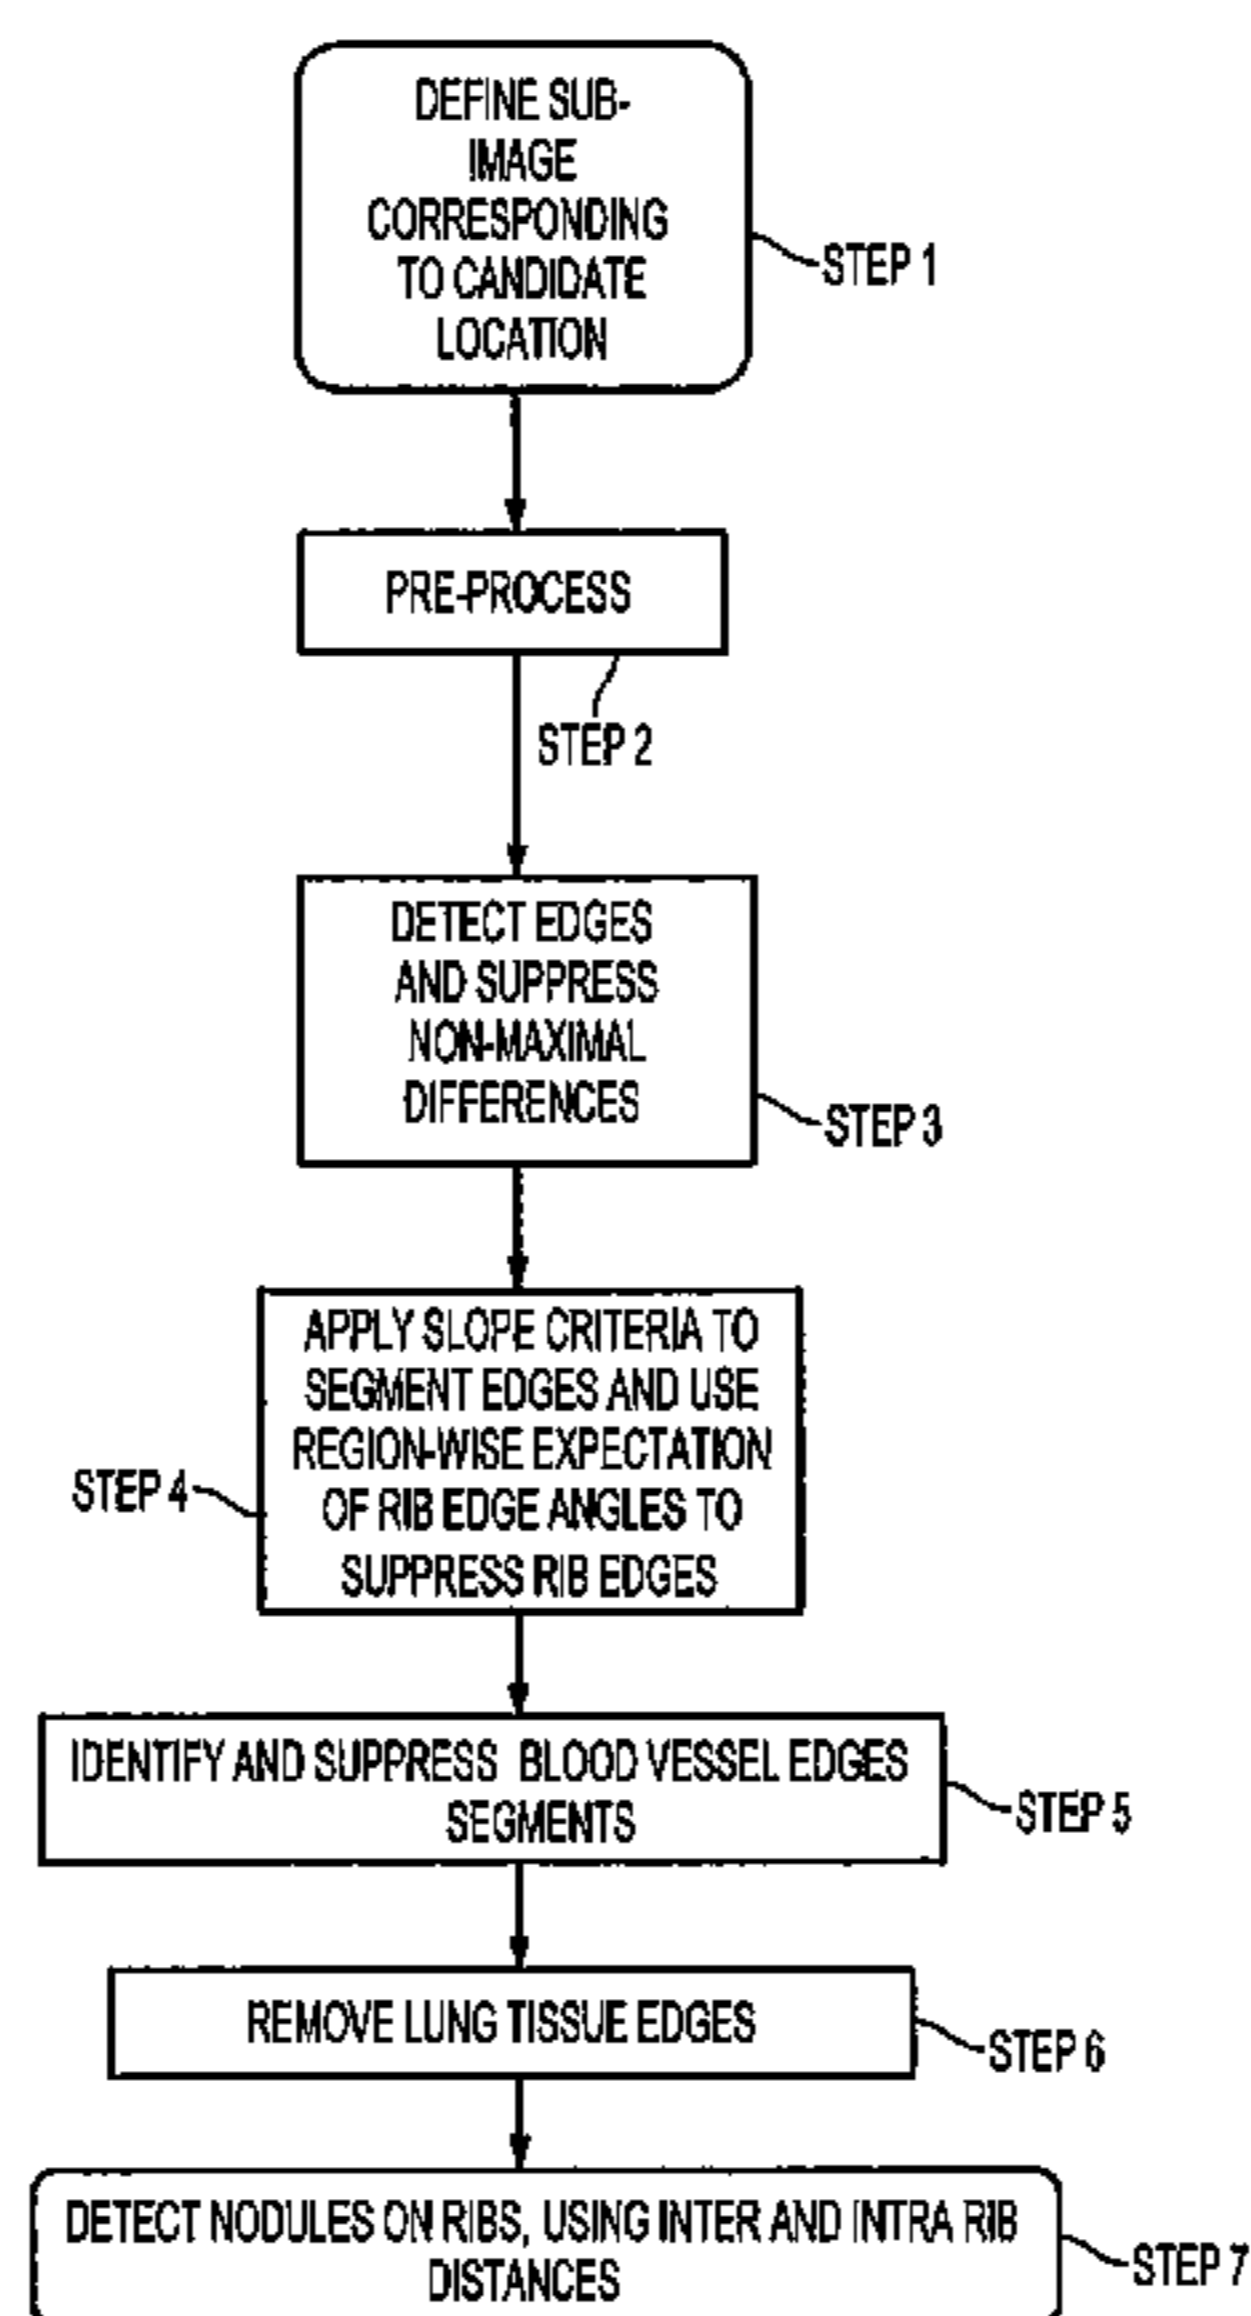 DEFINE SUB-
IMAGE
CORRESPONDING
TO CANDIDATE
LOCATION
STEP 1
PRE-PROCESS
STEP 2
DETECT EDGES
AND SUPPRESS
NON-MAXIMAL
DIFFERENCES
STEP 3
APPLY SLOPE CRITERIA TO
SEGMENT EDGES AND USE
REGION-WISE EXPECTATION
OF RIB EDGE ANGLES TO
SUPPRESS RIB EDGES
STEP 4
IDENTIFY AND SUPPRESS BLOOD VESSEL EDGES
SEGMENTS
STEP 5
REMOVE LUNG TISSUE EDGES
STEP 6
DETECT NODULES ON RIBS, USING INTER AND INTRA RIB
DISTANCES
STEP 7